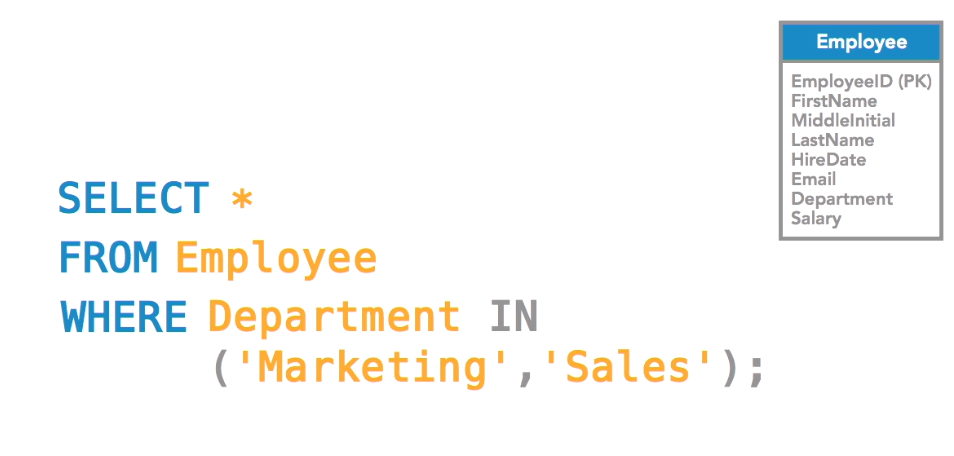 Employee
EmployeeID (PK)
FirstName
MiddleInitial
LastName
HireDate
Email
Department
Salary
SELECT *
FROM Employee
WHERE Department IN
('Marketing','Sales');